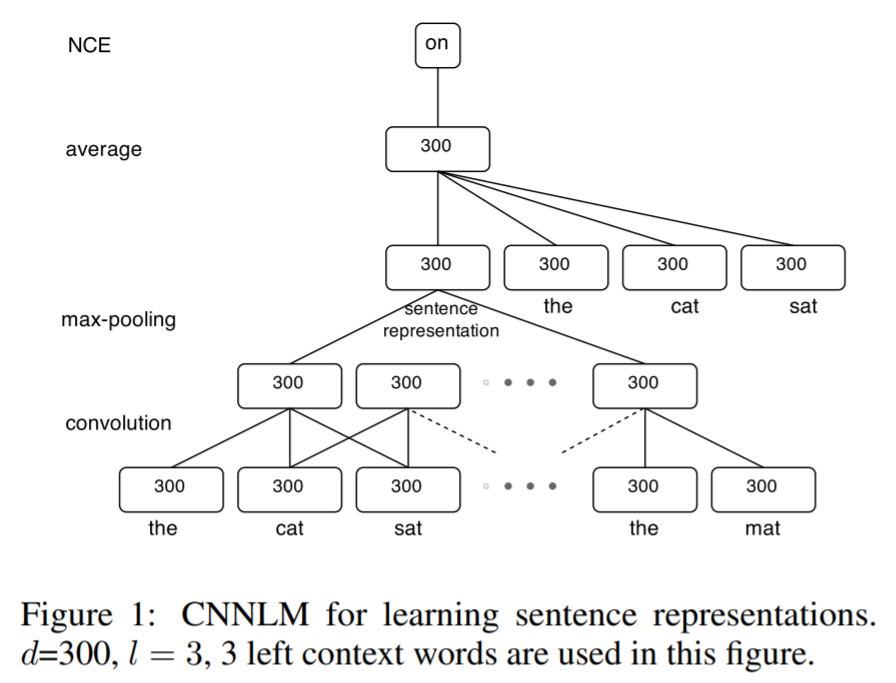 NCE
on
average
300
300 300 300 300
the cat sat
sentence
representation
max-pooling
300 300 300
convolution
300 300 300 300 300
the cat sat the mat
Figure 1: CNNLM for learning sentence representations.
d=300, l = 3, 3 left context words are used in this figure.